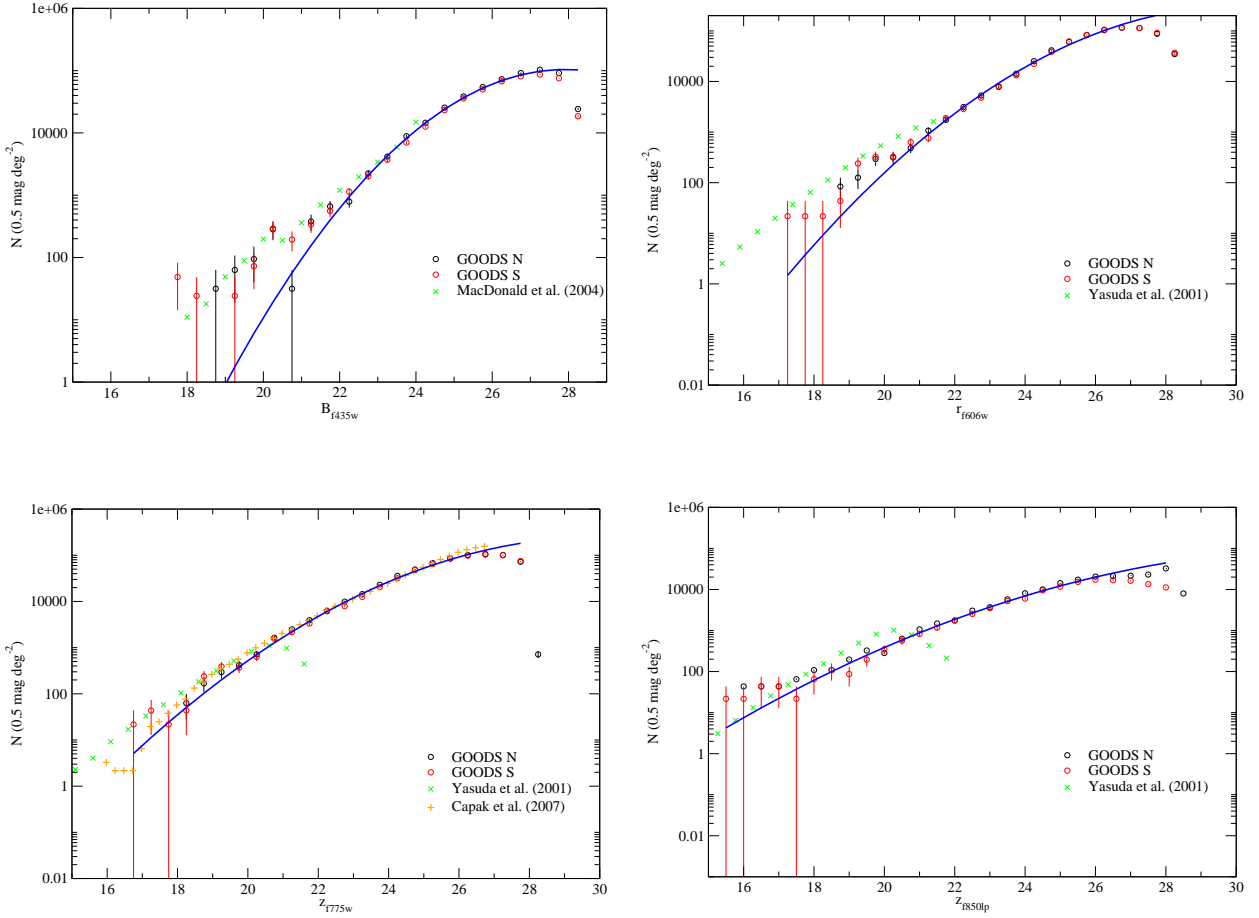 1e+06
10000
100
1
N (0.5 mag deg-2)
16 18 20 22 24 26 28
B f435w
GOODS N
GOODS S
MacDonald et al. (2004)
10000
100
1
0.01
N (0.5 mag deg-2)
16 18 20 22 24 26 28 30
r f606w
GOODS N
GOODS S
Yasuda et al. (2001)
1e+06
10000
100
1
0.01
N (0.5 mag deg-2)
16 18 20 22 24 26 28 30
z f775w
GOODS N
GOODS S
Yasuda et al. (2001)
Capak et al. (2007)
1e+06
10000
100
1
0.01
N (0.5 mag deg-2)
16 18 20 22 24 26 28 30
z f850lp
GOODS N
GOODS S
Yasuda et al. (2001)